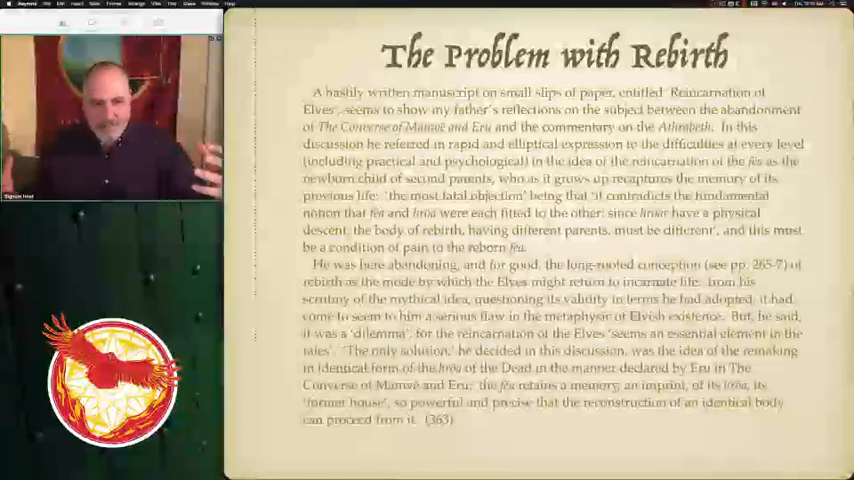 Keynote File Edit Insert Slide Format Arrange View Play Window Help
Signum Host
The Problem with Rebirth
A hastily written manuscript on small slips of paper, entitled 'Reincarnation of
Elves', seems to show my father's reflections on the subject between the abandonment
of The Converse of Manwë and Eru and the commentary on the Athrabeth. In this
discussion he referred in rapid and elliptical expression to the difficulties at every level
(including practical and psychological) in the idea of the reincarnation of the fëa as the
newborn child of second parents, who as it grows up recaptures the memory of its
previous life: 'the most fatal objection' being that 'it contradicts the fundamental
notion that fëa and hröa were each fitted to the other: since hröar have a physical
descent, the body of rebirth, having different parents, must be different', and this must
be a condition of pain to the reborn fëa.
He was here abandoning, and for good, the long-rooted conception (see pp. 265-7) of
rebirth as the mode by which the Elves might return to incarnate life: from his
scrutiny of the mythical idea, questioning its validity in terms he had adopted, it had
come to seem to him a serious flaw in the metaphysic of Elvish existence. But, he said,
it was a 'dilemma', for the reincarnation of the Elves 'seems an essential element in the
tales'. 'The only solution,' he decided in this discussion, was the idea of the remaking
in identical form of the hröa of the Dead in the manner declared by Eru in The
Converse of Manwë and Eru: the fëa retains a memory, an imprint, of its hröa, its
'former house', so powerful and precise that the reconstruction of an identical body
can proceed from it. (363)